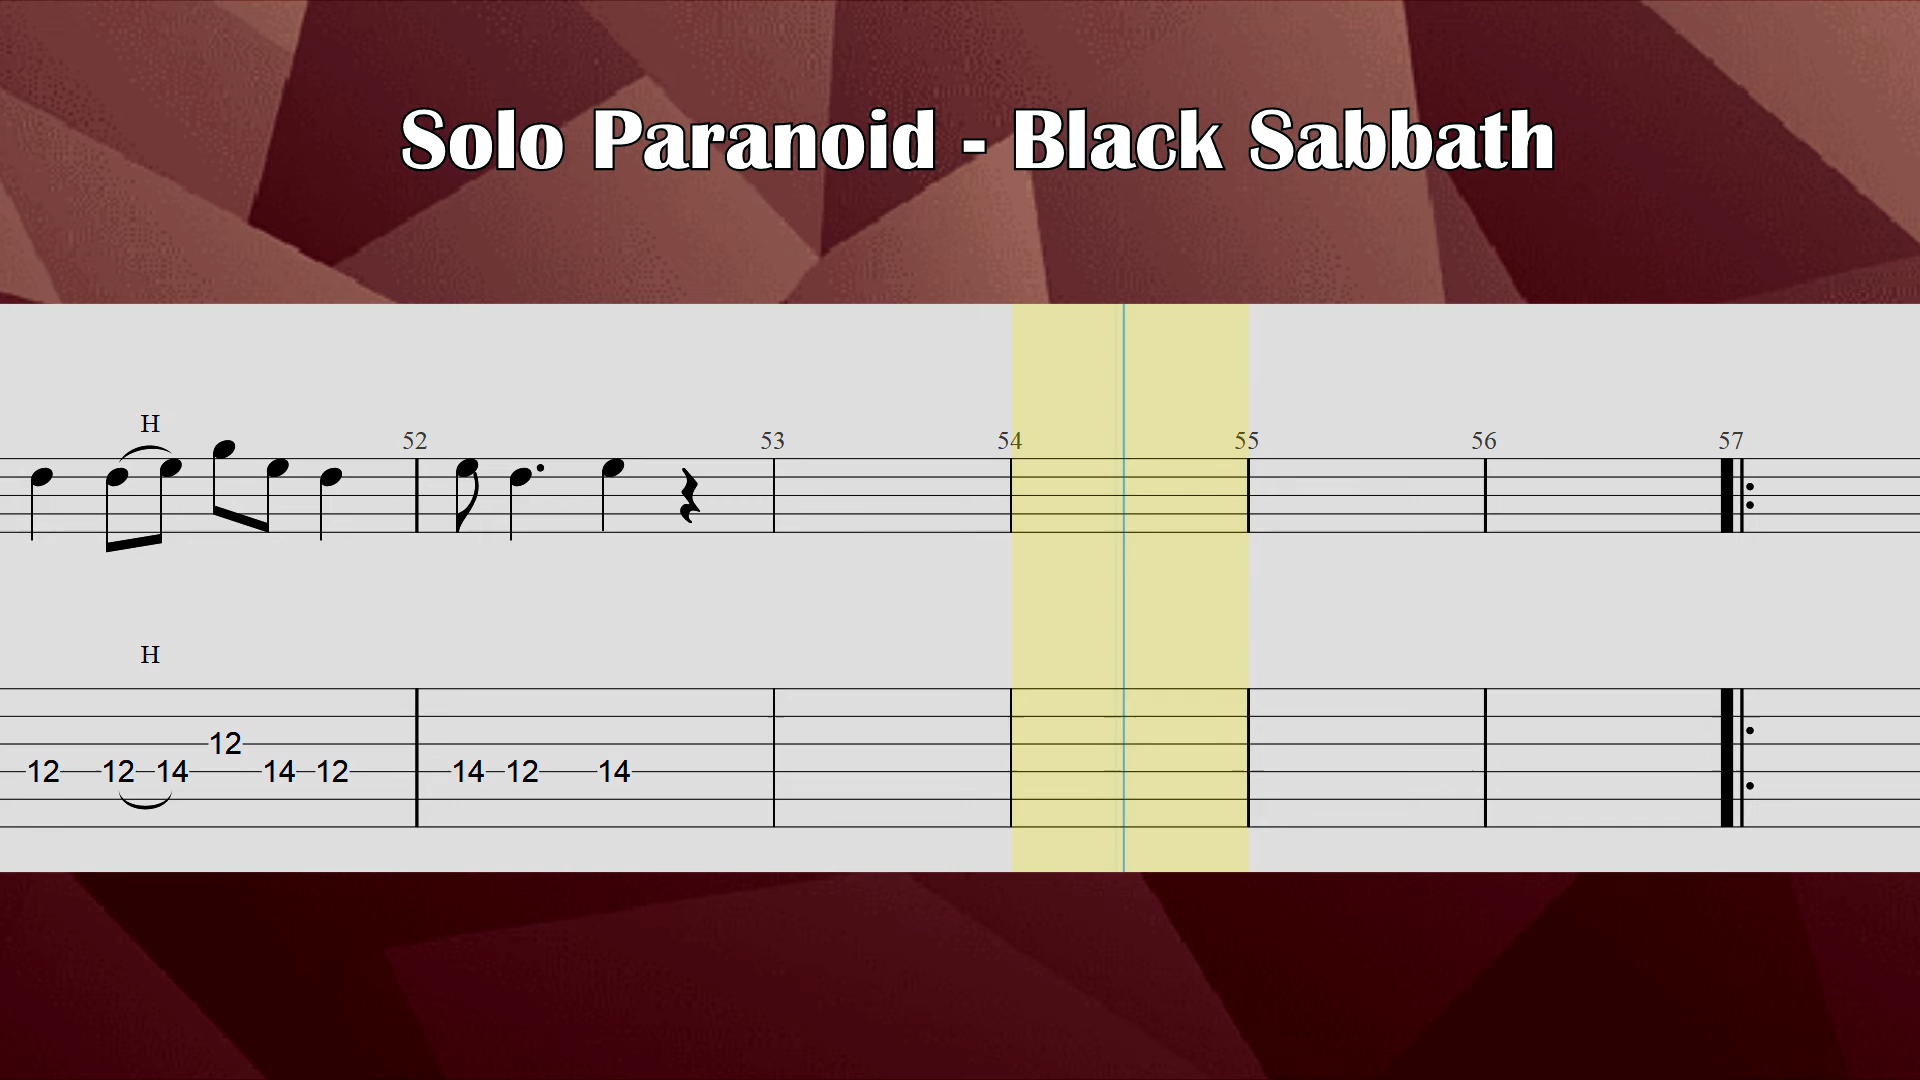 Solo Paranoid - Black Sabbath
H
52 53 54 55 56 57
H
12
12 12 14 14 12 14 12 14